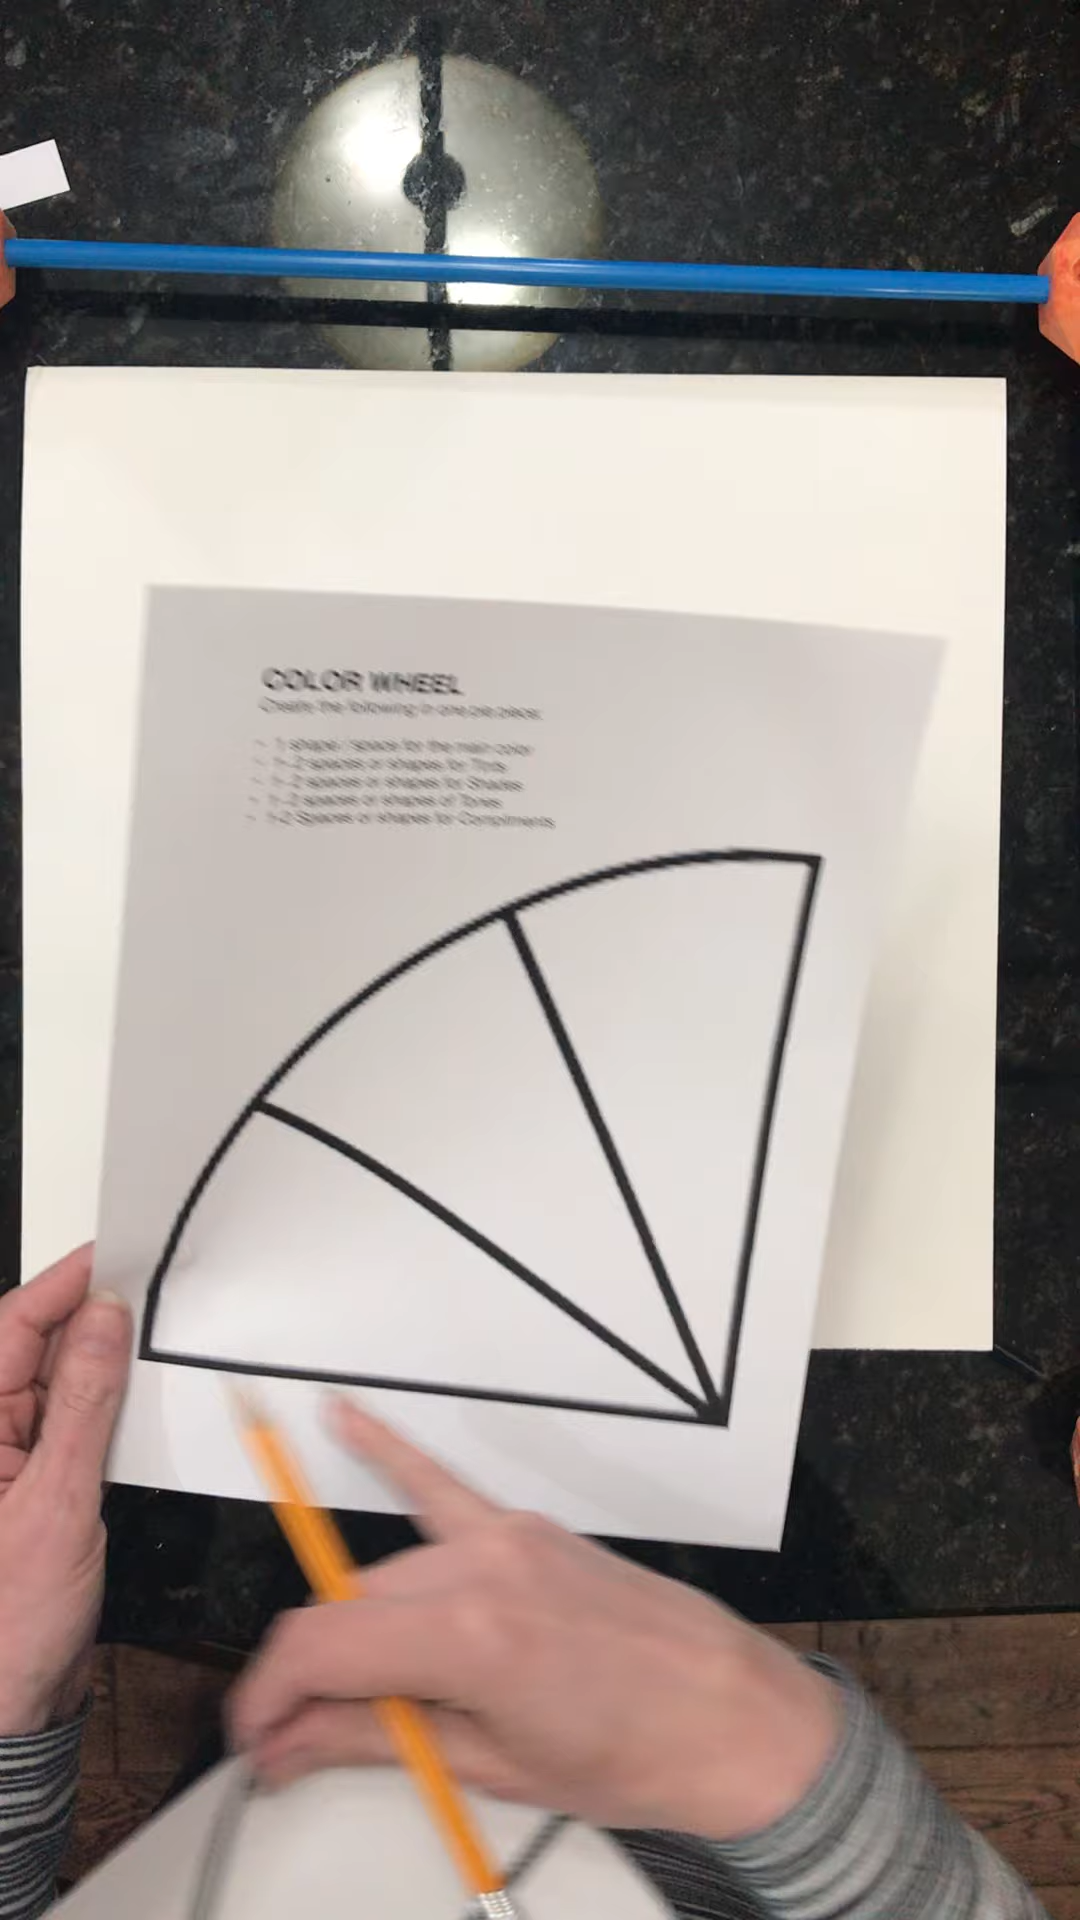 COLOR WHEEL
Create the following in one pie piece:
- 1 shape / space for the main color
- 1-2 spaces or shapes for Tints
- 1-2 spaces or shapes for Shades
- 1-2 spaces or shapes of Tones
- 1-2 Spaces or shapes for Compliments